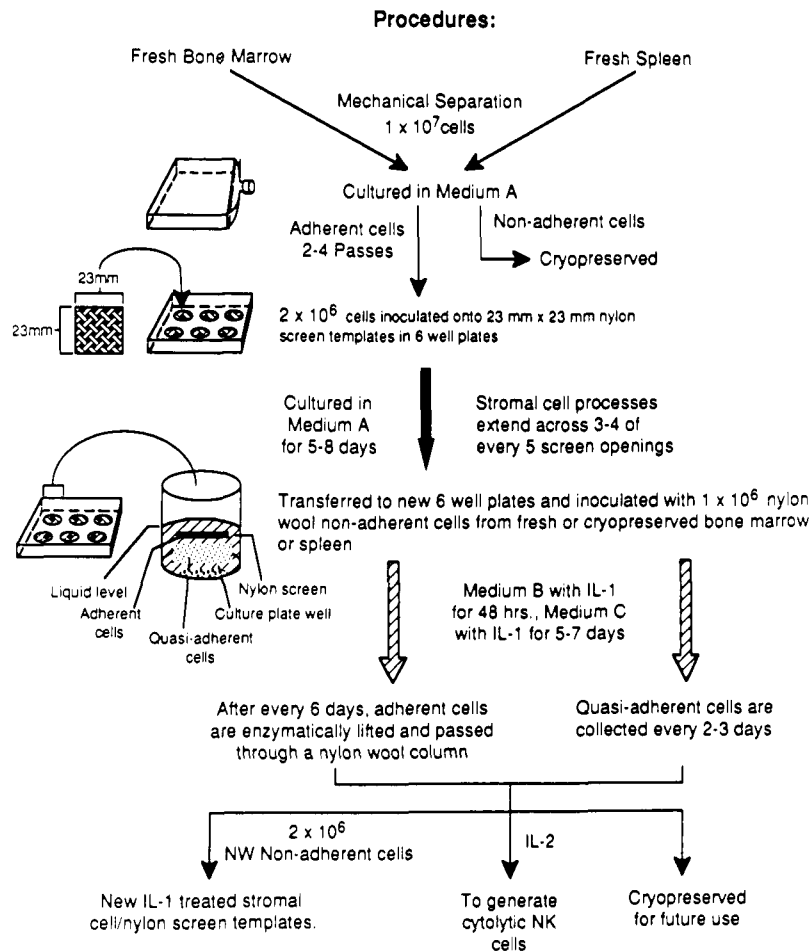 Procedures:
Fresh Bone Marrow
Fresh Spleen
Mechanical Separation
1 x 10⁷cells
Cultured in Medium A
Adherent cells
2-4 Passes
Non-adherent cells
Cryopreserved
23mm
23mm
2 x 10⁶ cells inoculated onto 23 mm x 23 mm nylon
screen templates in 6 well plates
Cultured in
Medium A
for 5-8 days
Stromal cell processes
extend across 3-4 of
every 5 screen openings
Transferred to new 6 well plates and inoculated with 1 x 10⁶ nylon
wool non-adherent cells from fresh or cryopreserved bone marrow
or spleen
Liquid level
Adherent
cells
Quasi-adherent
cells
Nylon screen
Culture plate well
Medium B with IL-1
for 48 hrs., Medium C
with IL-1 for 5-7 days
After every 6 days, adherent cells
are enzymatically lifted and passed
through a nylon wool column
Quasi-adherent cells are
collected every 2-3 days
2 x 10⁶
NW Non-adherent cells
IL-2
New IL-1 treated stromal
cell/nylon screen templates.
To generate
cytolytic NK
cells
Cryopreserved
for future use